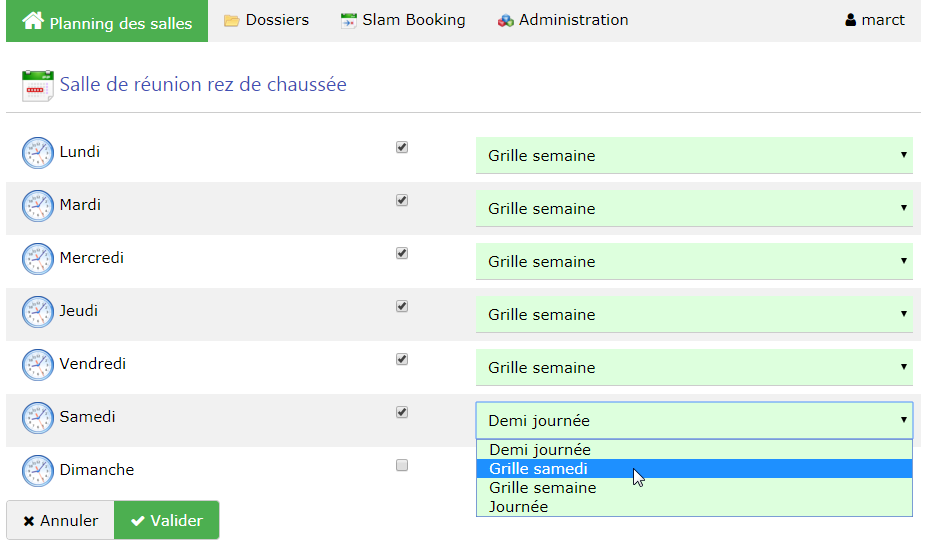 Planning des salles Dossiers Slam Booking Administration marct
Salle de réunion rez de chaussée
Lundi Grille semaine
Mardi Grille semaine
Mercredi Grille semaine
Jeudi Grille semaine
Vendredi Grille semaine
Samedi Demi journée
Demi journée
Grille samedi
Dimanche
Grille semaine
Journée
Annuler Valider